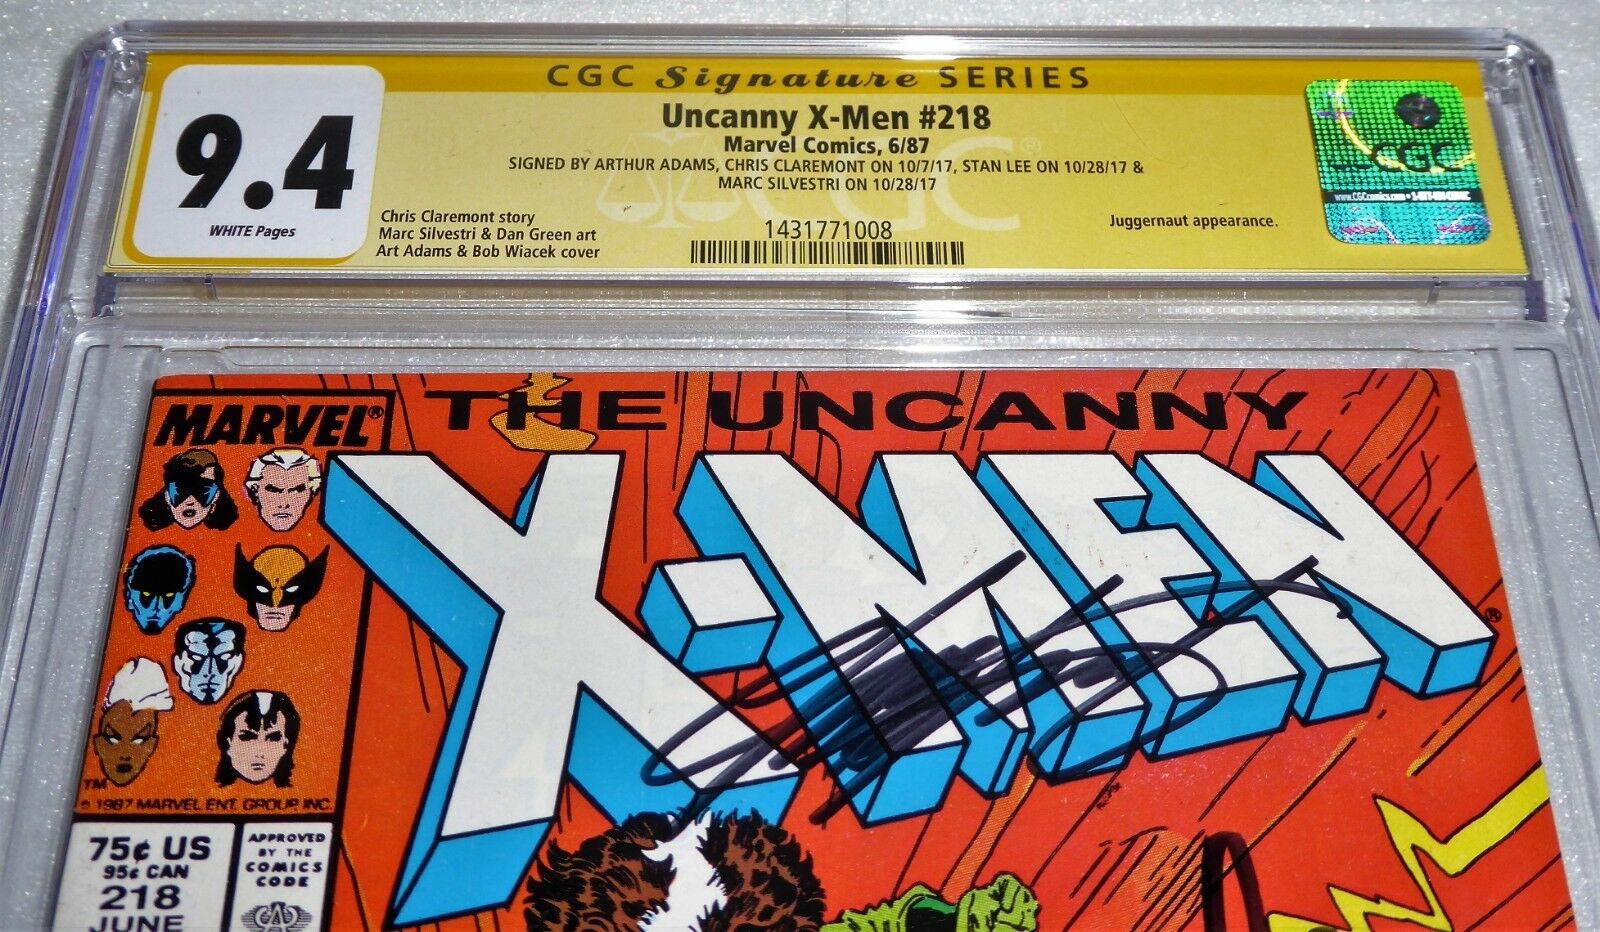 CGC Signature SERIES
9.4
WHITE Pages
Uncanny X-Men #218
Marvel Comics, 6/87
SIGNED BY ARTHUR ADAMS, CHRIS CLAREMONT ON 10/7/17, STAN LEE ON 10/28/17 &
MARC SILVESTRI ON 10/28/17
Chris Claremont story
Marc Silvestri & Dan Green art
Art Adams & Bob Wiacek cover
1431771008
Juggernaut appearance.
CGC
CGC
MARVEL®
THE UNCANNY
X-MEN®
TM
© 1987 MARVEL ENT. GROUP, INC.
75¢ US
95¢ CAN
218
JUNE
APPROVED
BY THE
COMICS
CODE